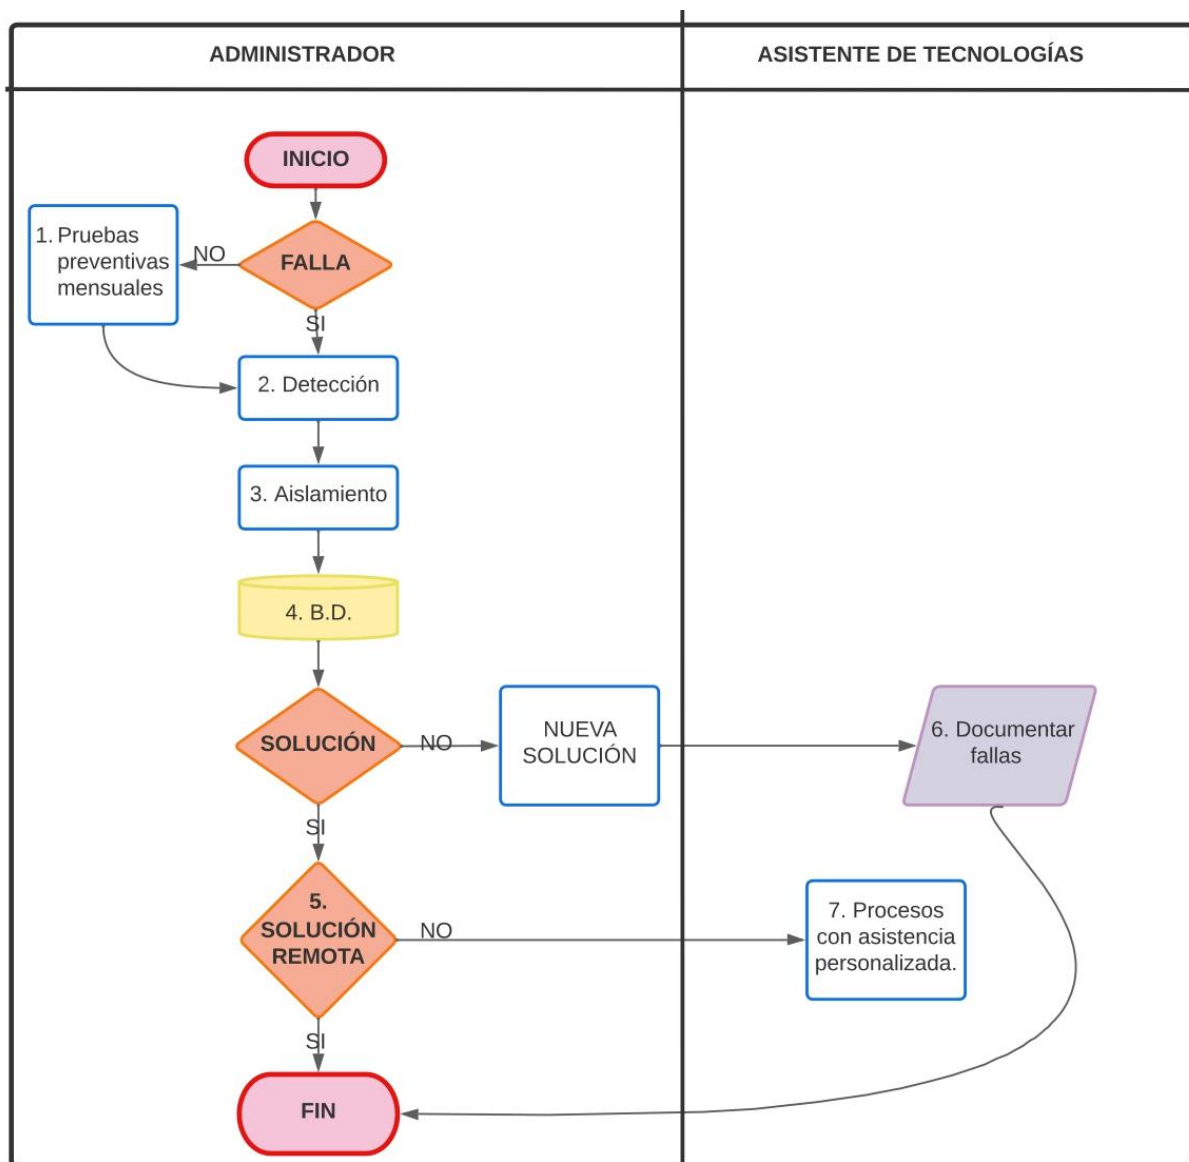 ADMINISTRADOR
ASISTENTE DE TECNOLOGÍAS
INICIO
FALLA
NO
1. Pruebas
preventivas
mensuales
SI
2. Detección
3. Aislamiento
4. B.D.
SOLUCIÓN
NO
NUEVA
SOLUCIÓN
6. Documentar
fallas
SI
5.
SOLUCIÓN
REMOTA
NO
7. Procesos
con asistencia
personalizada.
SI
FIN